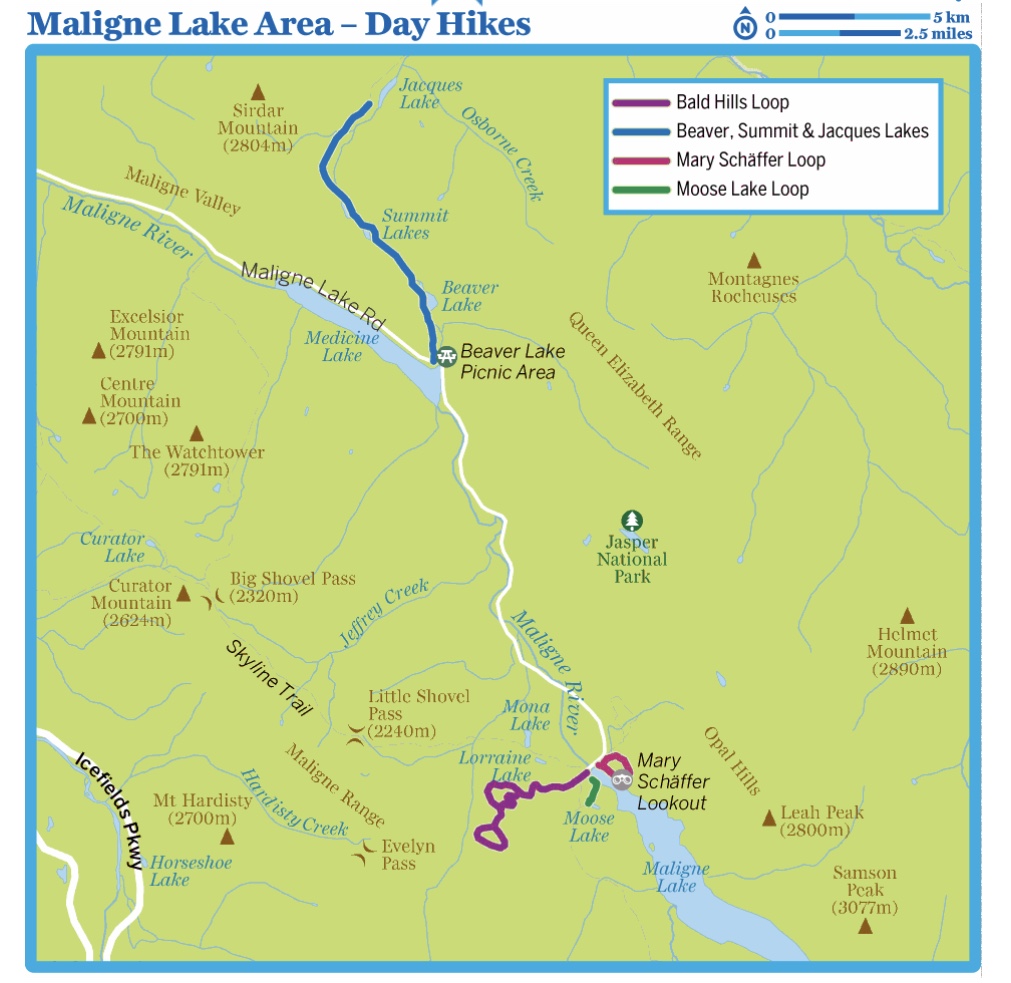 Maligne Lake Area – Day Hikes
N
0 5 km
0 2.5 miles
Bald Hills Loop
Beaver, Summit & Jacques Lakes
Mary Schäffer Loop
Moose Lake Loop
Jacques
Lake
Sirdar
Mountain
(2804m)
Osborne Creek
Maligne Valley
Maligne River
Summit
Lakes
Maligne Lake Rd
Beaver
Lake
Montagnes
Rocheuses
Excelsior
Mountain
(2791m)
Medicine
Lake
Queen Elizabeth Range
Beaver Lake
Picnic Area
Centre
Mountain
(2700m)
The Watchtower
(2791m)
Curator
Lake
Jasper
National
Park
Big Shovel Pass
(2320m)
Curator
Mountain
(2624m)
Jeffrey Creek
Maligne River
Helmet
Mountain
(2890m)
Skyline Trail
Little Shovel
Pass
(2240m)
Mona
Lake
Opal Hills
Icefields Pkwy
Maligne Range
Lorraine
Lake
Mary
Schäffer
Lookout
Hardisty Creek
Mt Hardisty
(2700m)
Moose
Lake
Leah Peak
(2800m)
Evelyn
Pass
Horseshoe
Lake
Maligne
Lake
Samson
Peak
(3077m)